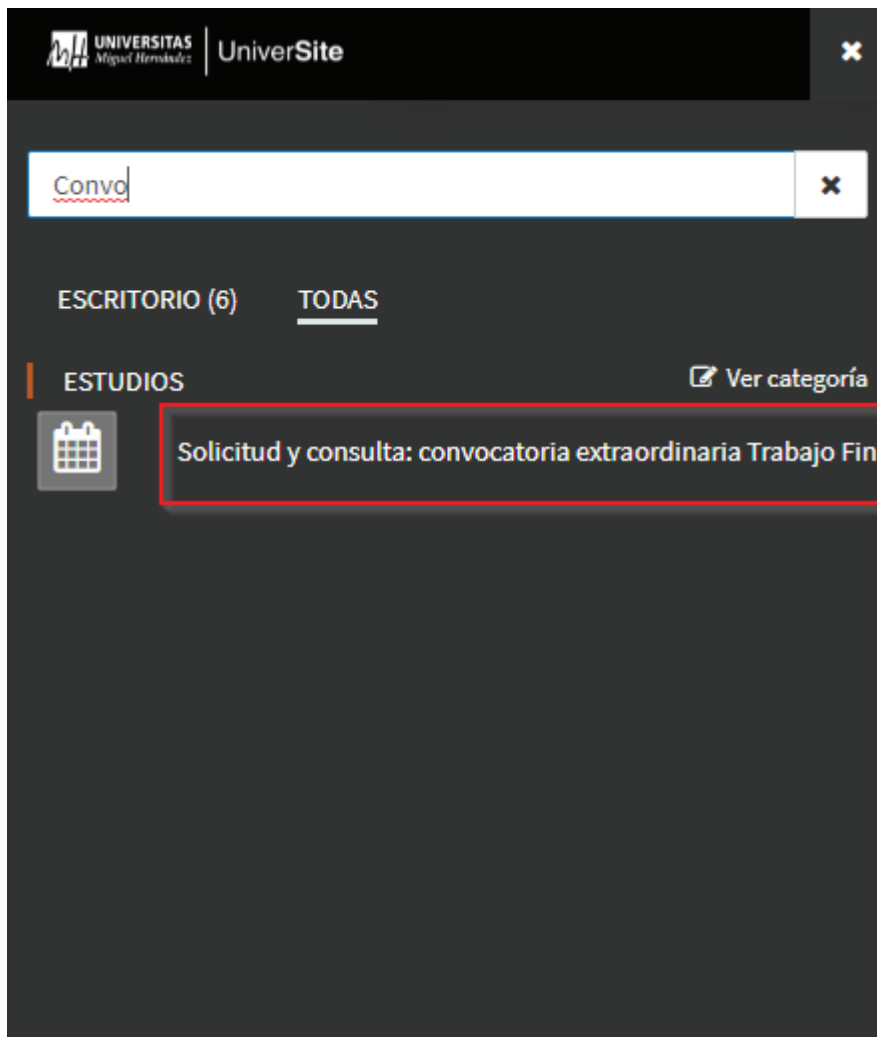 UNIVERSITAS
Miguel Hernández
UniverSite
Convo
ESCRITORIO (6) TODAS
ESTUDIOS Ver categoría
Solicitud y consulta: convocatoria extraordinaria Trabajo Fin